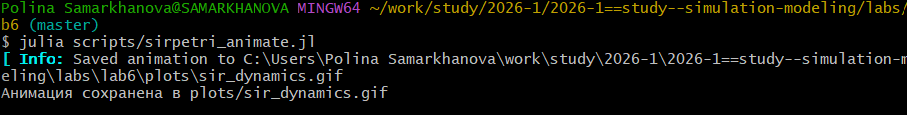 Polina Samarkhanova@SAMARKHANOVA MINGW64 ~/work/study/2026-1/2026-1==study--simulation-modeling/labs/
b6 (master)
$ julia scripts/sirpetri_animate.jl
[ Info: Saved animation to C:\Users\Polina Samarkhanova\work\study\2026-1\2026-1==study--simulation-m
eling\labs\lab6\plots\sir_dynamics.gif
Анимация сохранена в plots/sir_dynamics.gif